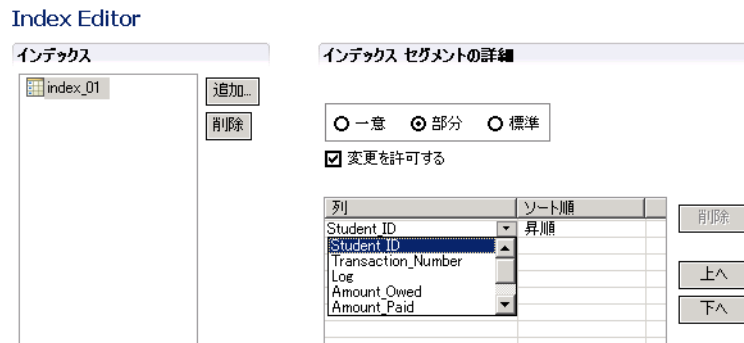 Index Editor
インデックス
インデックス セグメントの詳細
index_01
追加...
削除
一意 部分 標準
変更を許可する
列 ソート順
削除
Student_ID 昇順
Student_ID
Transaction_Number
Log
Amount_Owed
Amount_Paid
上へ
下へ